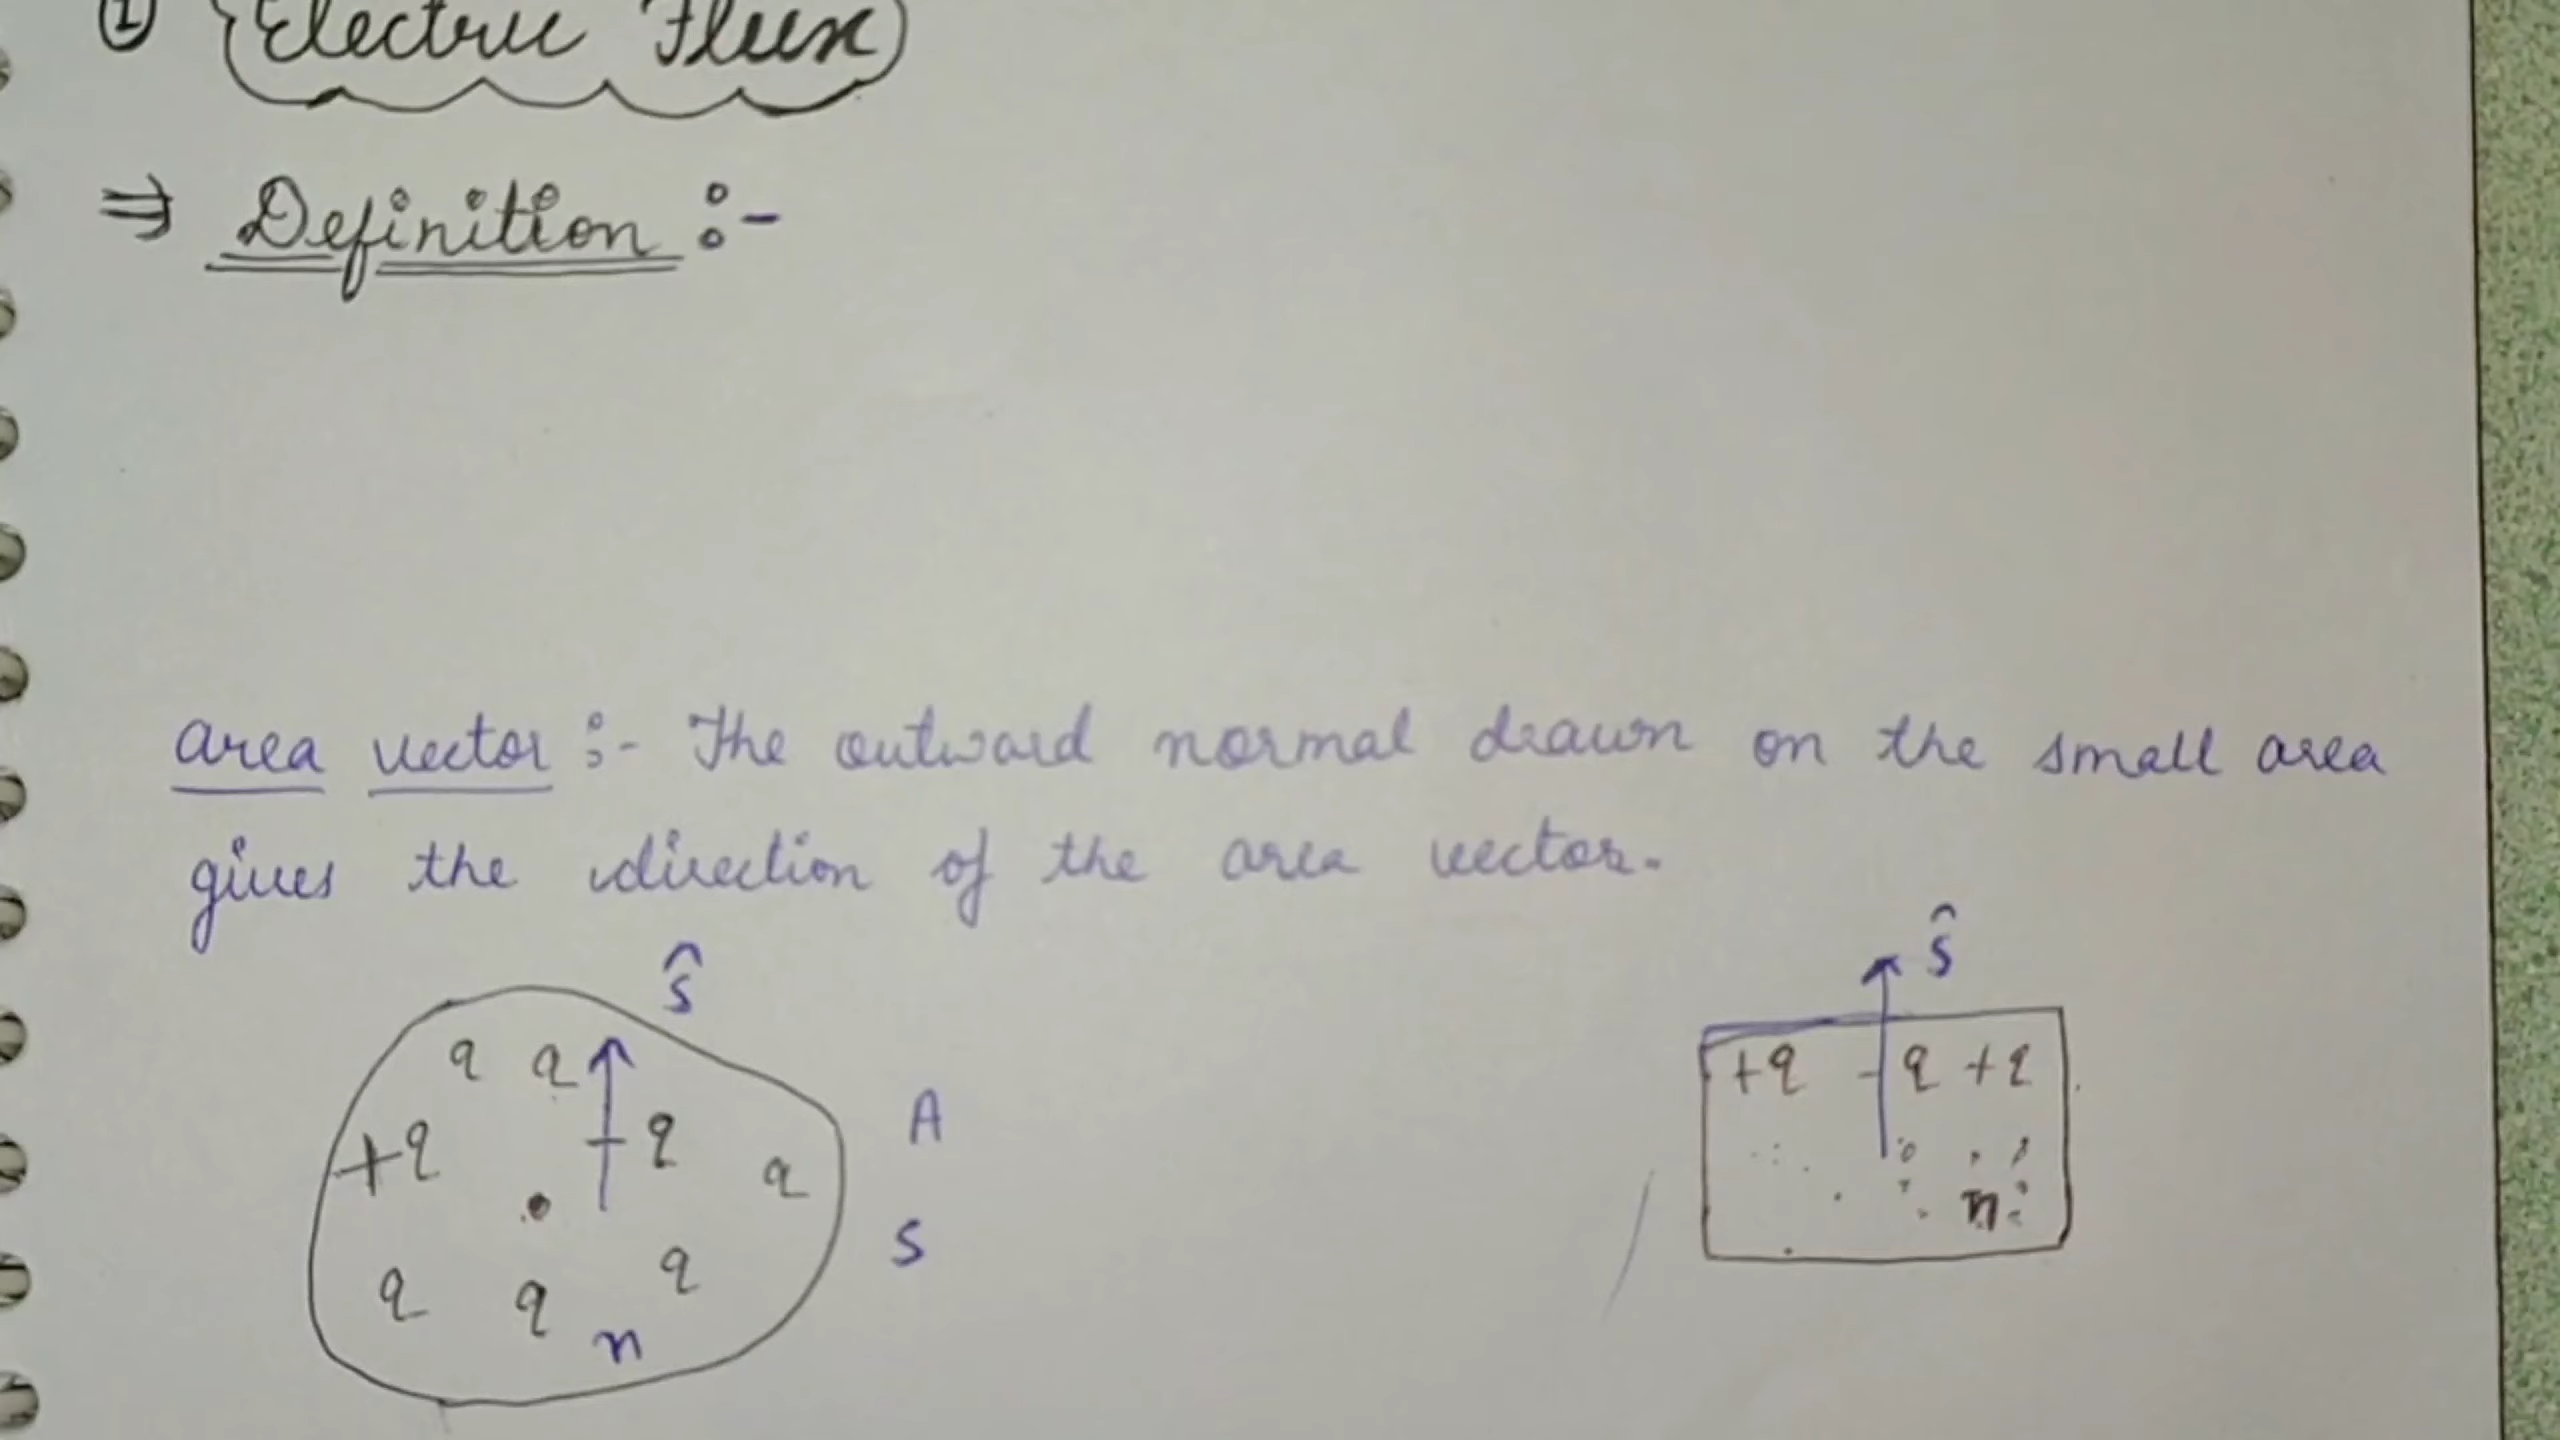 ① Electric Flux
⇒ Definition :-
area vector :- The outward normal drawn on the small area
gives the direction of the area vector.
ŝ
q q
+q - q
q
q q q
n
A
S
ŝ
+q - q +q
n